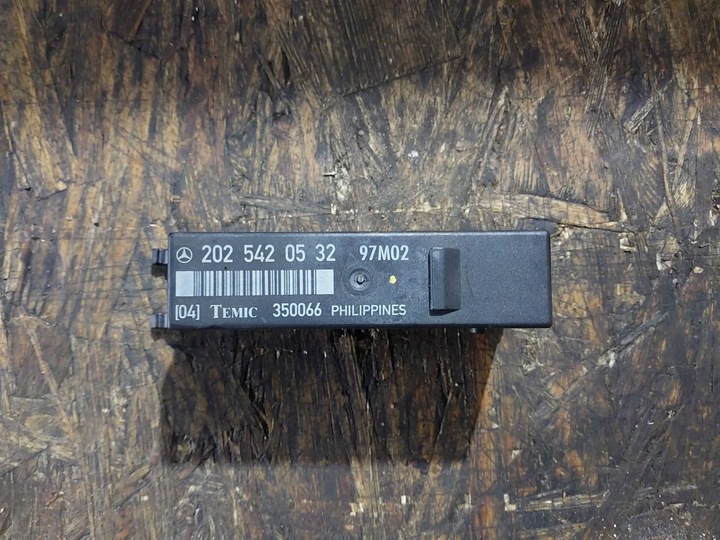 202 542 05 32 97M02
[04] TEMIC 350066 PHILIPPINES